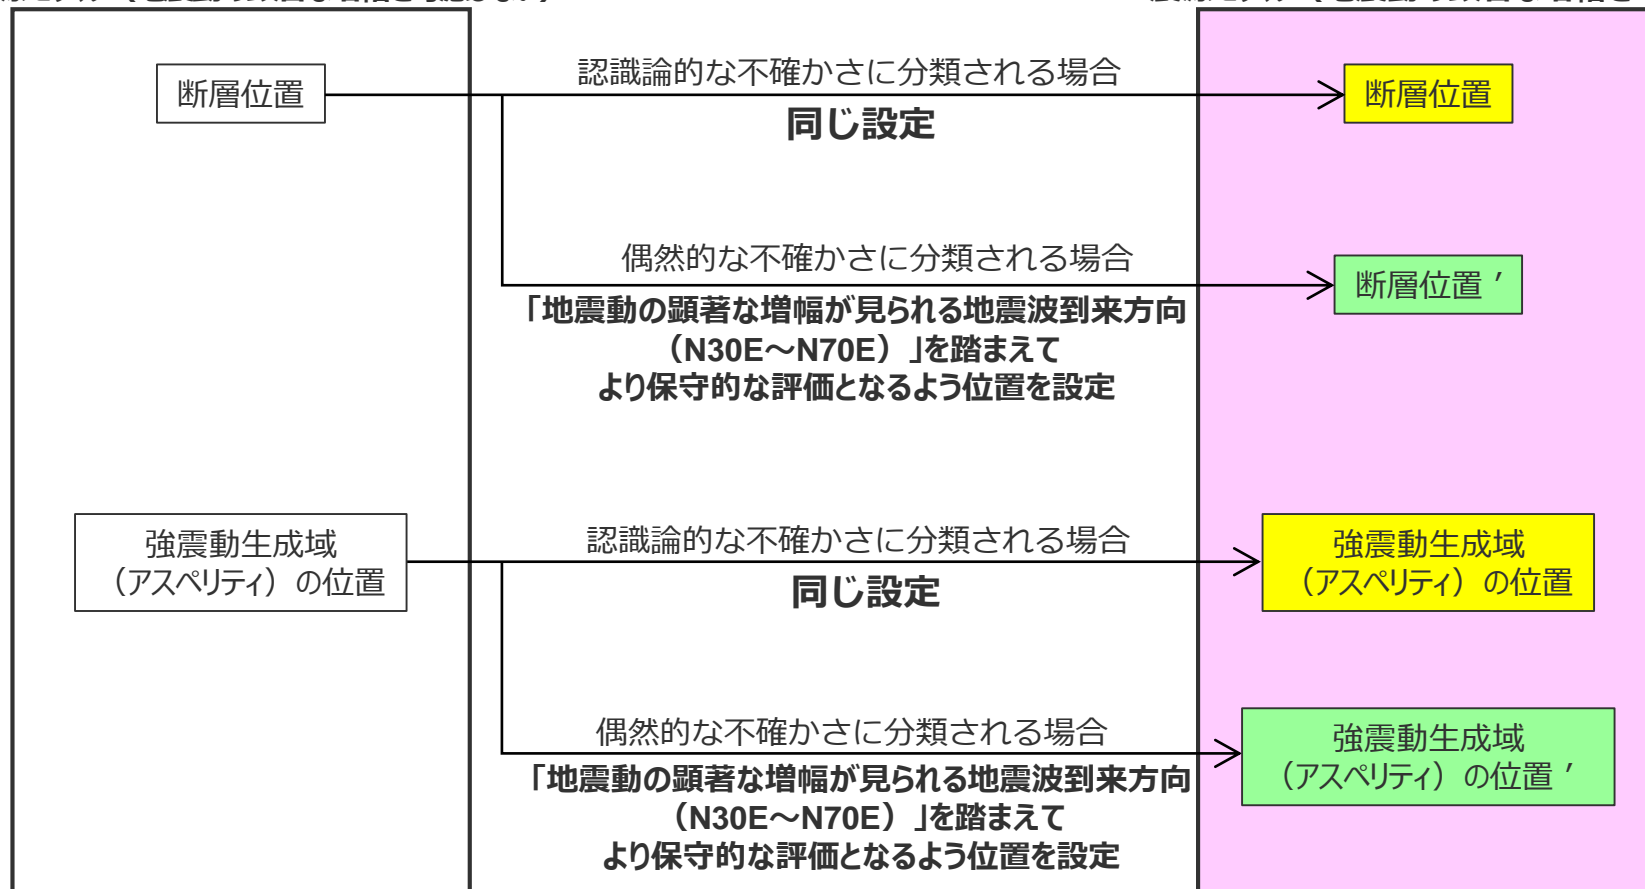 断層位置
認識論的な不確かさに分類される場合
同じ設定
断層位置
偶然的な不確かさに分類される場合
「地震動の顕著な増幅が見られる地震波到来方向
（N30E～N70E）」を踏まえて
より保守的な評価となるよう位置を設定
断層位置 ′
強震動生成域
（アスペリティ）の位置
認識論的な不確かさに分類される場合
同じ設定
強震動生成域
（アスペリティ）の位置
偶然的な不確かさに分類される場合
「地震動の顕著な増幅が見られる地震波到来方向
（N30E～N70E）」を踏まえて
より保守的な評価となるよう位置を設定
強震動生成域
（アスペリティ）の位置 ′